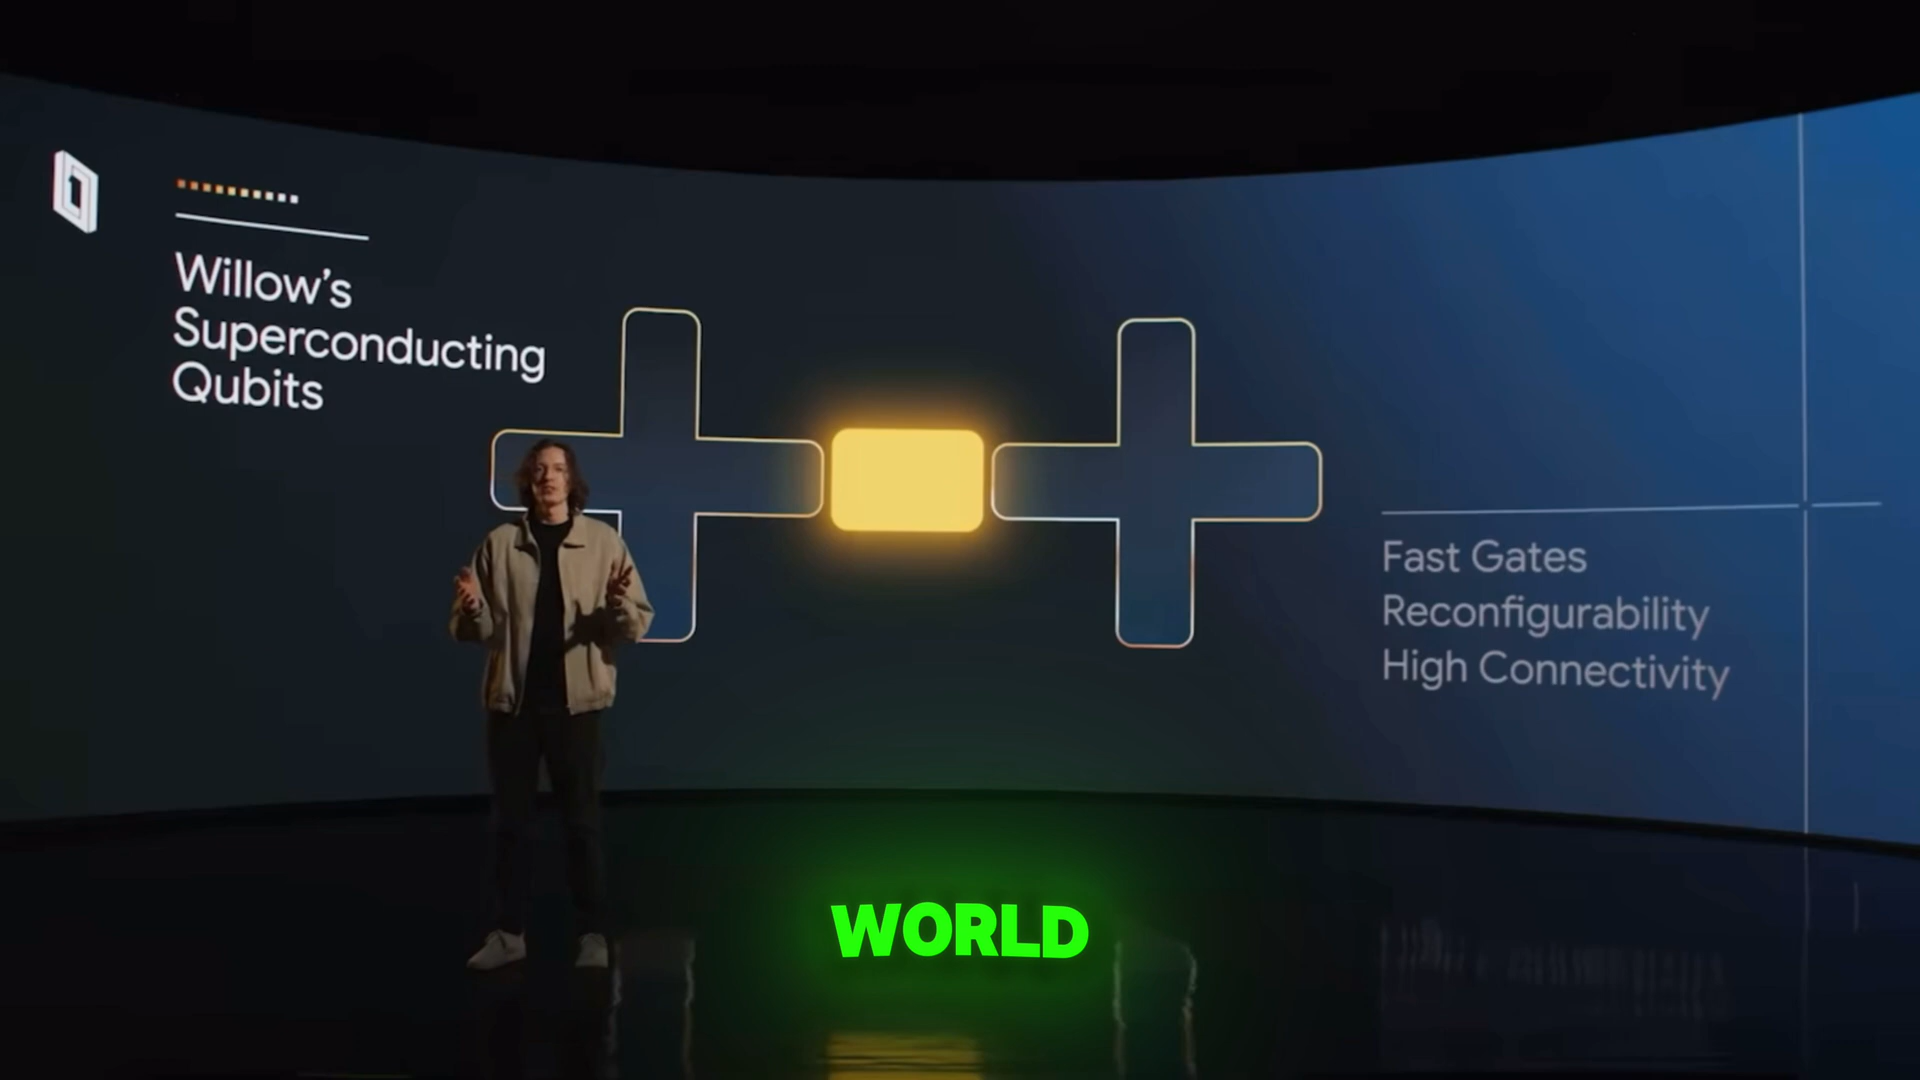 Willow's
Superconducting
Qubits
Fast Gates
Reconfigurability
High Connectivity
WORLD